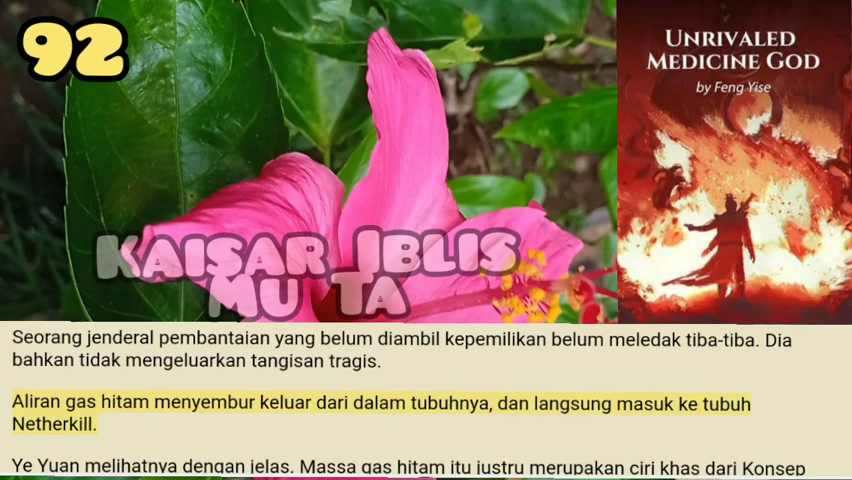 92
UNRIVALED
MEDICINE GOD
by Feng Yise
KAISAR IBLIS
MU TA
Seorang jenderal pembantaian yang belum diambil kepemilikan belum meledak tiba-tiba. Dia
bahkan tidak mengeluarkan tangisan tragis.
Aliran gas hitam menyembur keluar dari dalam tubuhnya, dan langsung masuk ke tubuh
Netherkill.
Ye Yuan melihatnya dengan jelas. Massa gas hitam itu justru merupakan ciri khas dari Konsep